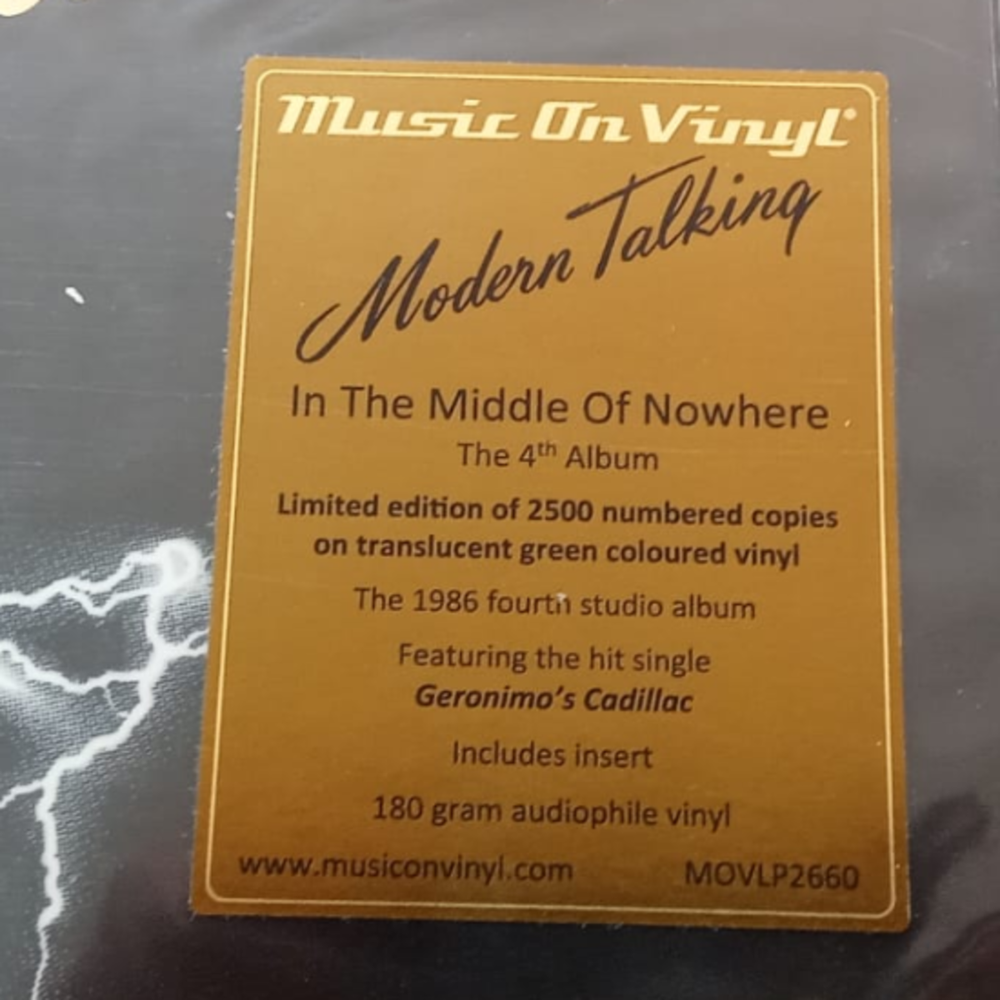 Music On Vinyl®
Modern Talking
In The Middle Of Nowhere
The 4th Album
Limited edition of 2500 numbered copies
on translucent green coloured vinyl
The 1986 fourth studio album
Featuring the hit single
Geronimo's Cadillac
Includes insert
180 gram audiophile vinyl
www.musiconvinyl.com MOVLP2660